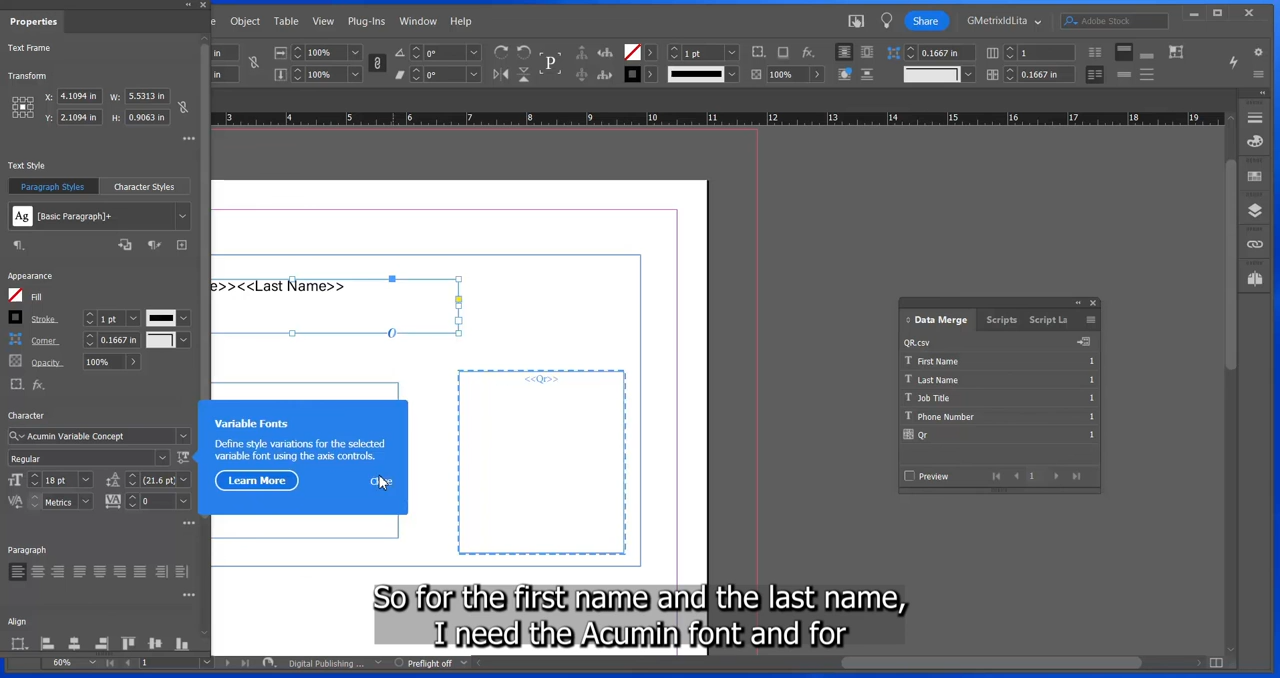 Properties
Object Table View Plug-Ins Window Help
Share
GMetrixIdLita
Adobe Stock
in 100% 0° P 1 pt fx. 0.1667 in 1
in 100% 0° 100% 0.1667 in
Text Frame
Transform
X: 4.1094 in W: 5.5313 in
Y: 2.1094 in H: 0.9063 in
Text Style
Paragraph Styles Character Styles
Ag [Basic Paragraph]+
Appearance
Fill
Stroke 1 pt
Corner 0.1667 in
Opacity 100%
fx.
Character
Acumin Variable Concept
Regular
18 pt (21.6 pt)
Metrics 0
Paragraph
Align
3 4 5 6 7 8 9 10 11 12 13 14 15 16 17 18 19
e>><<Last Name>>
<<Qr>>
Variable Fonts
Define style variations for the selected
variable font using the axis controls.
Learn More
Data Merge Scripts Script La
QR.csv
First Name 1
Last Name 1
Job Title 1
Phone Number 1
Qr 1
Preview 1
So for the first name and the last name,
I need the Acumin font and for
60% 1 Digital Publishing ... Preflight off